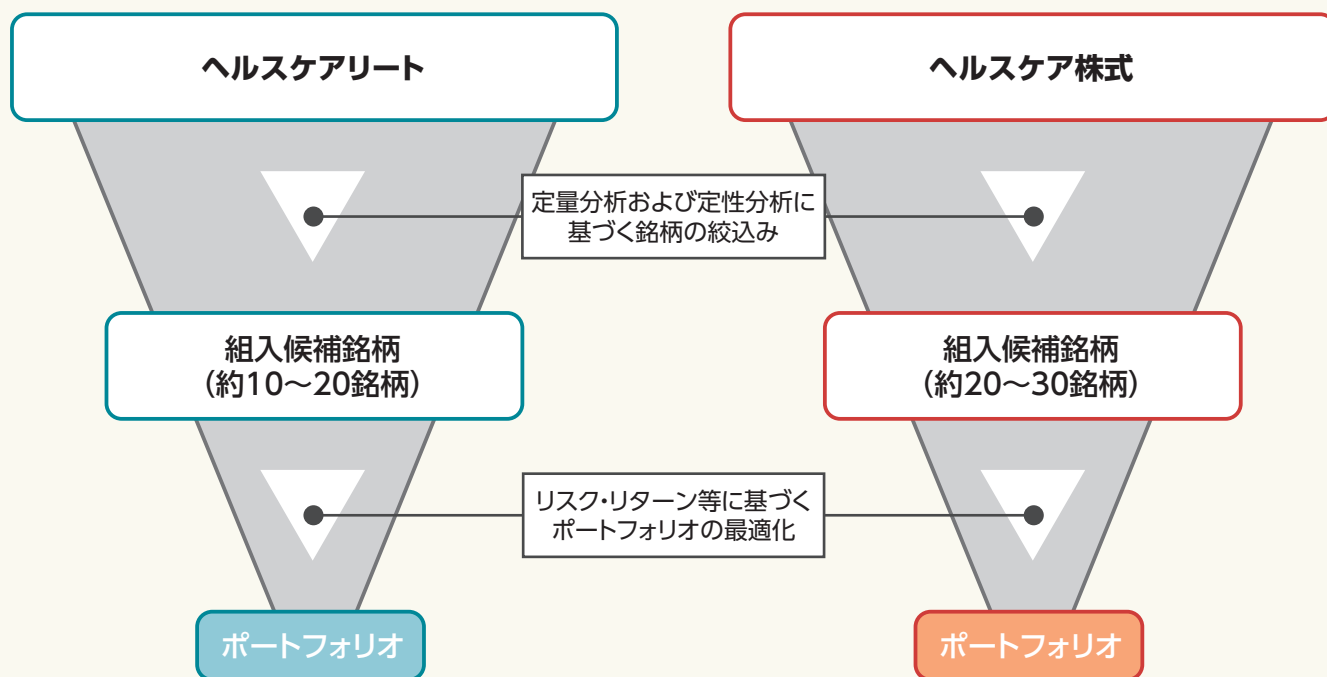 ヘルスケアリート
ヘルスケア株式
定量分析および定性分析に
基づく銘柄の絞込み
組入候補銘柄
（約10～20銘柄）
組入候補銘柄
（約20～30銘柄）
リスク・リターン等に基づく
ポートフォリオの最適化
ポートフォリオ
ポートフォリオ